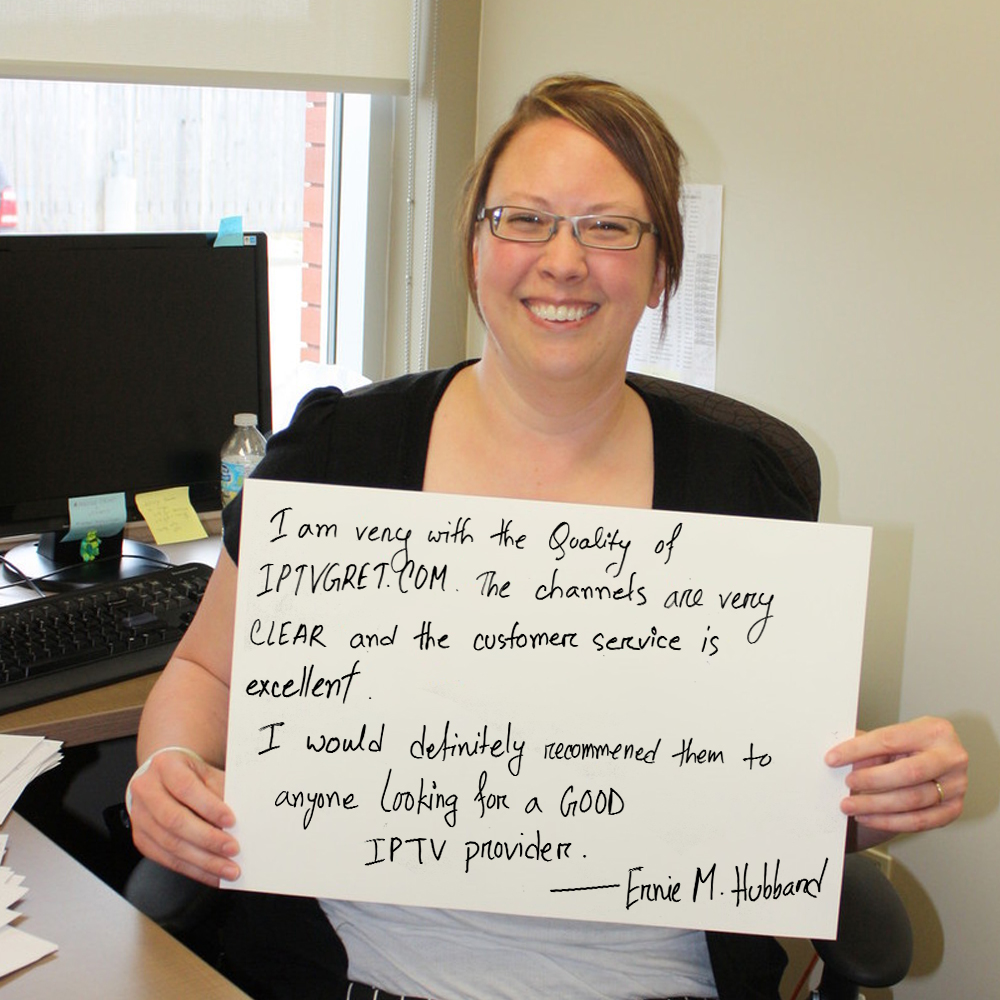 I am very with the Quality of
IPTVGRET.COM. The channels are very
CLEAR and the customer service is
excellent.
I would definitely recommened them to
anyone looking for a GOOD
IPTV provider.
— Ernie M. Hubband